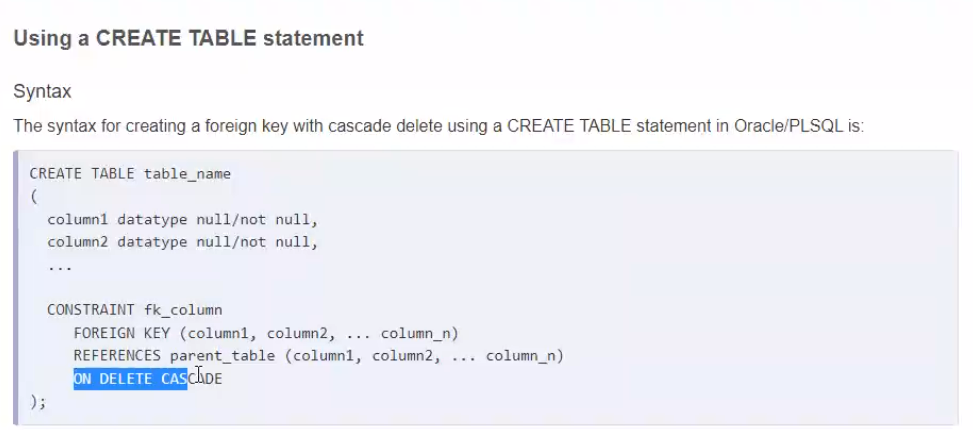 Using a CREATE TABLE statement
Syntax
The syntax for creating a foreign key with cascade delete using a CREATE TABLE statement in Oracle/PLSQL is:
CREATE TABLE table_name
(
column1 datatype null/not null,
column2 datatype null/not null,
...
CONSTRAINT fk_column
FOREIGN KEY (column1, column2, ... column_n)
REFERENCES parent_table (column1, column2, ... column_n)
ON DELETE CASCADE
);